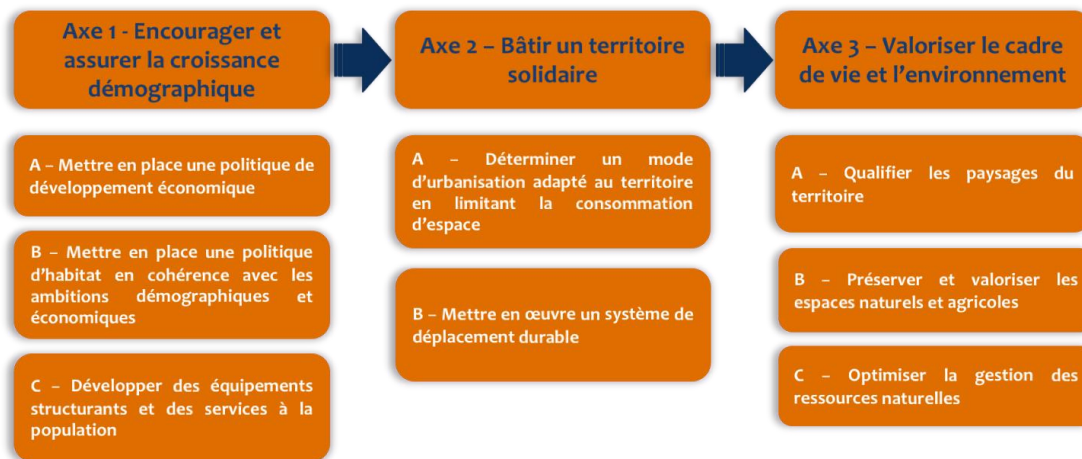 Axe 1 - Encourager et
assurer la croissance
démographique
A – Mettre en place une politique de
développement économique
B – Mettre en place une politique
d'habitat en cohérence avec les
ambitions démographiques et
économiques
C – Développer des équipements
structurants et des services à la
population
Axe 2 – Bâtir un territoire
solidaire
A – Déterminer un mode
d'urbanisation adapté au territoire
en limitant la consommation
d'espace
B – Mettre en œuvre un système de
déplacement durable
Axe 3 – Valoriser le cadre
de vie et l'environnement
A – Qualifier les paysages du
territoire
B – Préserver et valoriser les
espaces naturels et agricoles
C – Optimiser la gestion des
ressources naturelles